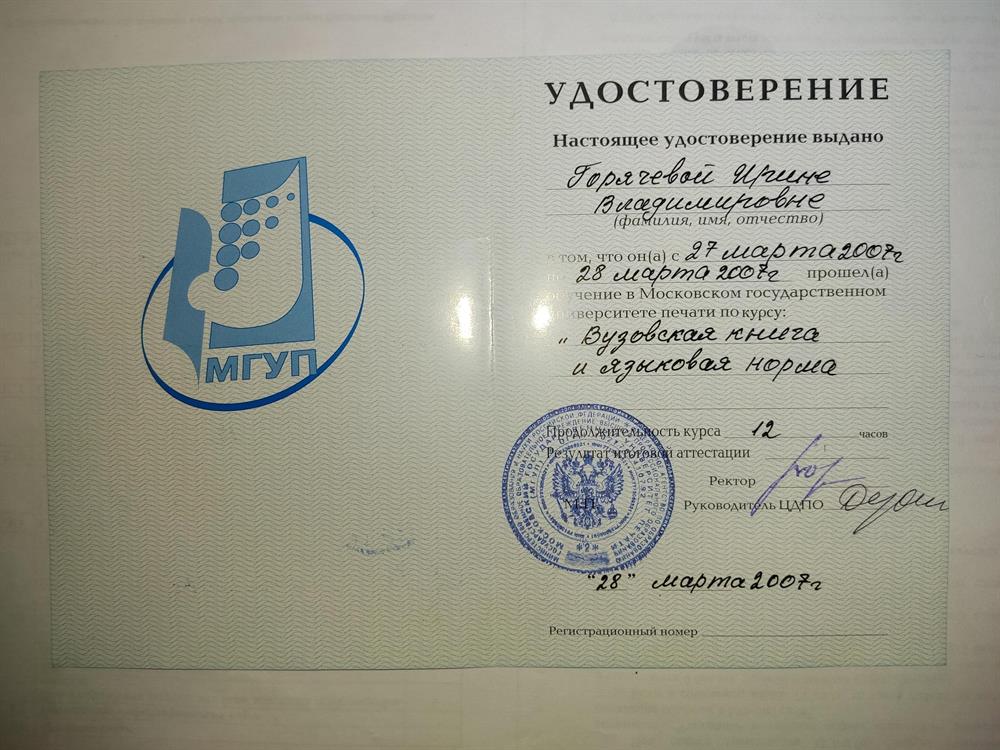 МГУП
УДОСТОВЕРЕНИЕ
Настоящее удостоверение выдано
Горячевой Ирине
Владимировне
(фамилия, имя, отчество)
в том, что он(а) с 27 марта 2007г
по 28 марта 2007г прошел(а)
обучение в Московском государственном
университете печати по курсу:
„ Вузовская книга
и языковая норма
Продолжительность курса 12 часов
Результат итоговой аттестации
Ректор
М.П.
Руководитель ЦДПО
"28" марта 2007г
Регистрационный номер